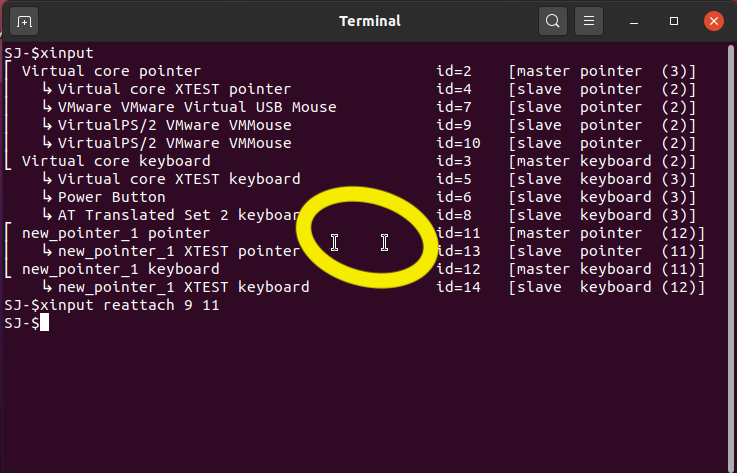 Terminal
SJ-$xinput
⎡ Virtual core pointer id=2 [master pointer (3)]
⎜ ↳ Virtual core XTEST pointer id=4 [slave pointer (2)]
⎜ ↳ VMware VMware Virtual USB Mouse id=7 [slave pointer (2)]
⎜ ↳ VirtualPS/2 VMware VMMouse id=9 [slave pointer (2)]
⎜ ↳ VirtualPS/2 VMware VMMouse id=10 [slave pointer (2)]
⎣ Virtual core keyboard id=3 [master keyboard (2)]
↳ Virtual core XTEST keyboard id=5 [slave keyboard (3)]
↳ Power Button id=6 [slave keyboard (3)]
↳ AT Translated Set 2 keyboard id=8 [slave keyboard (3)]
⎡ new_pointer_1 pointer id=11 [master pointer (12)]
⎜ ↳ new_pointer_1 XTEST pointer id=13 [slave pointer (11)]
⎣ new_pointer_1 keyboard id=12 [master keyboard (11)]
↳ new_pointer_1 XTEST keyboard id=14 [slave keyboard (12)]
SJ-$xinput reattach 9 11
SJ-$